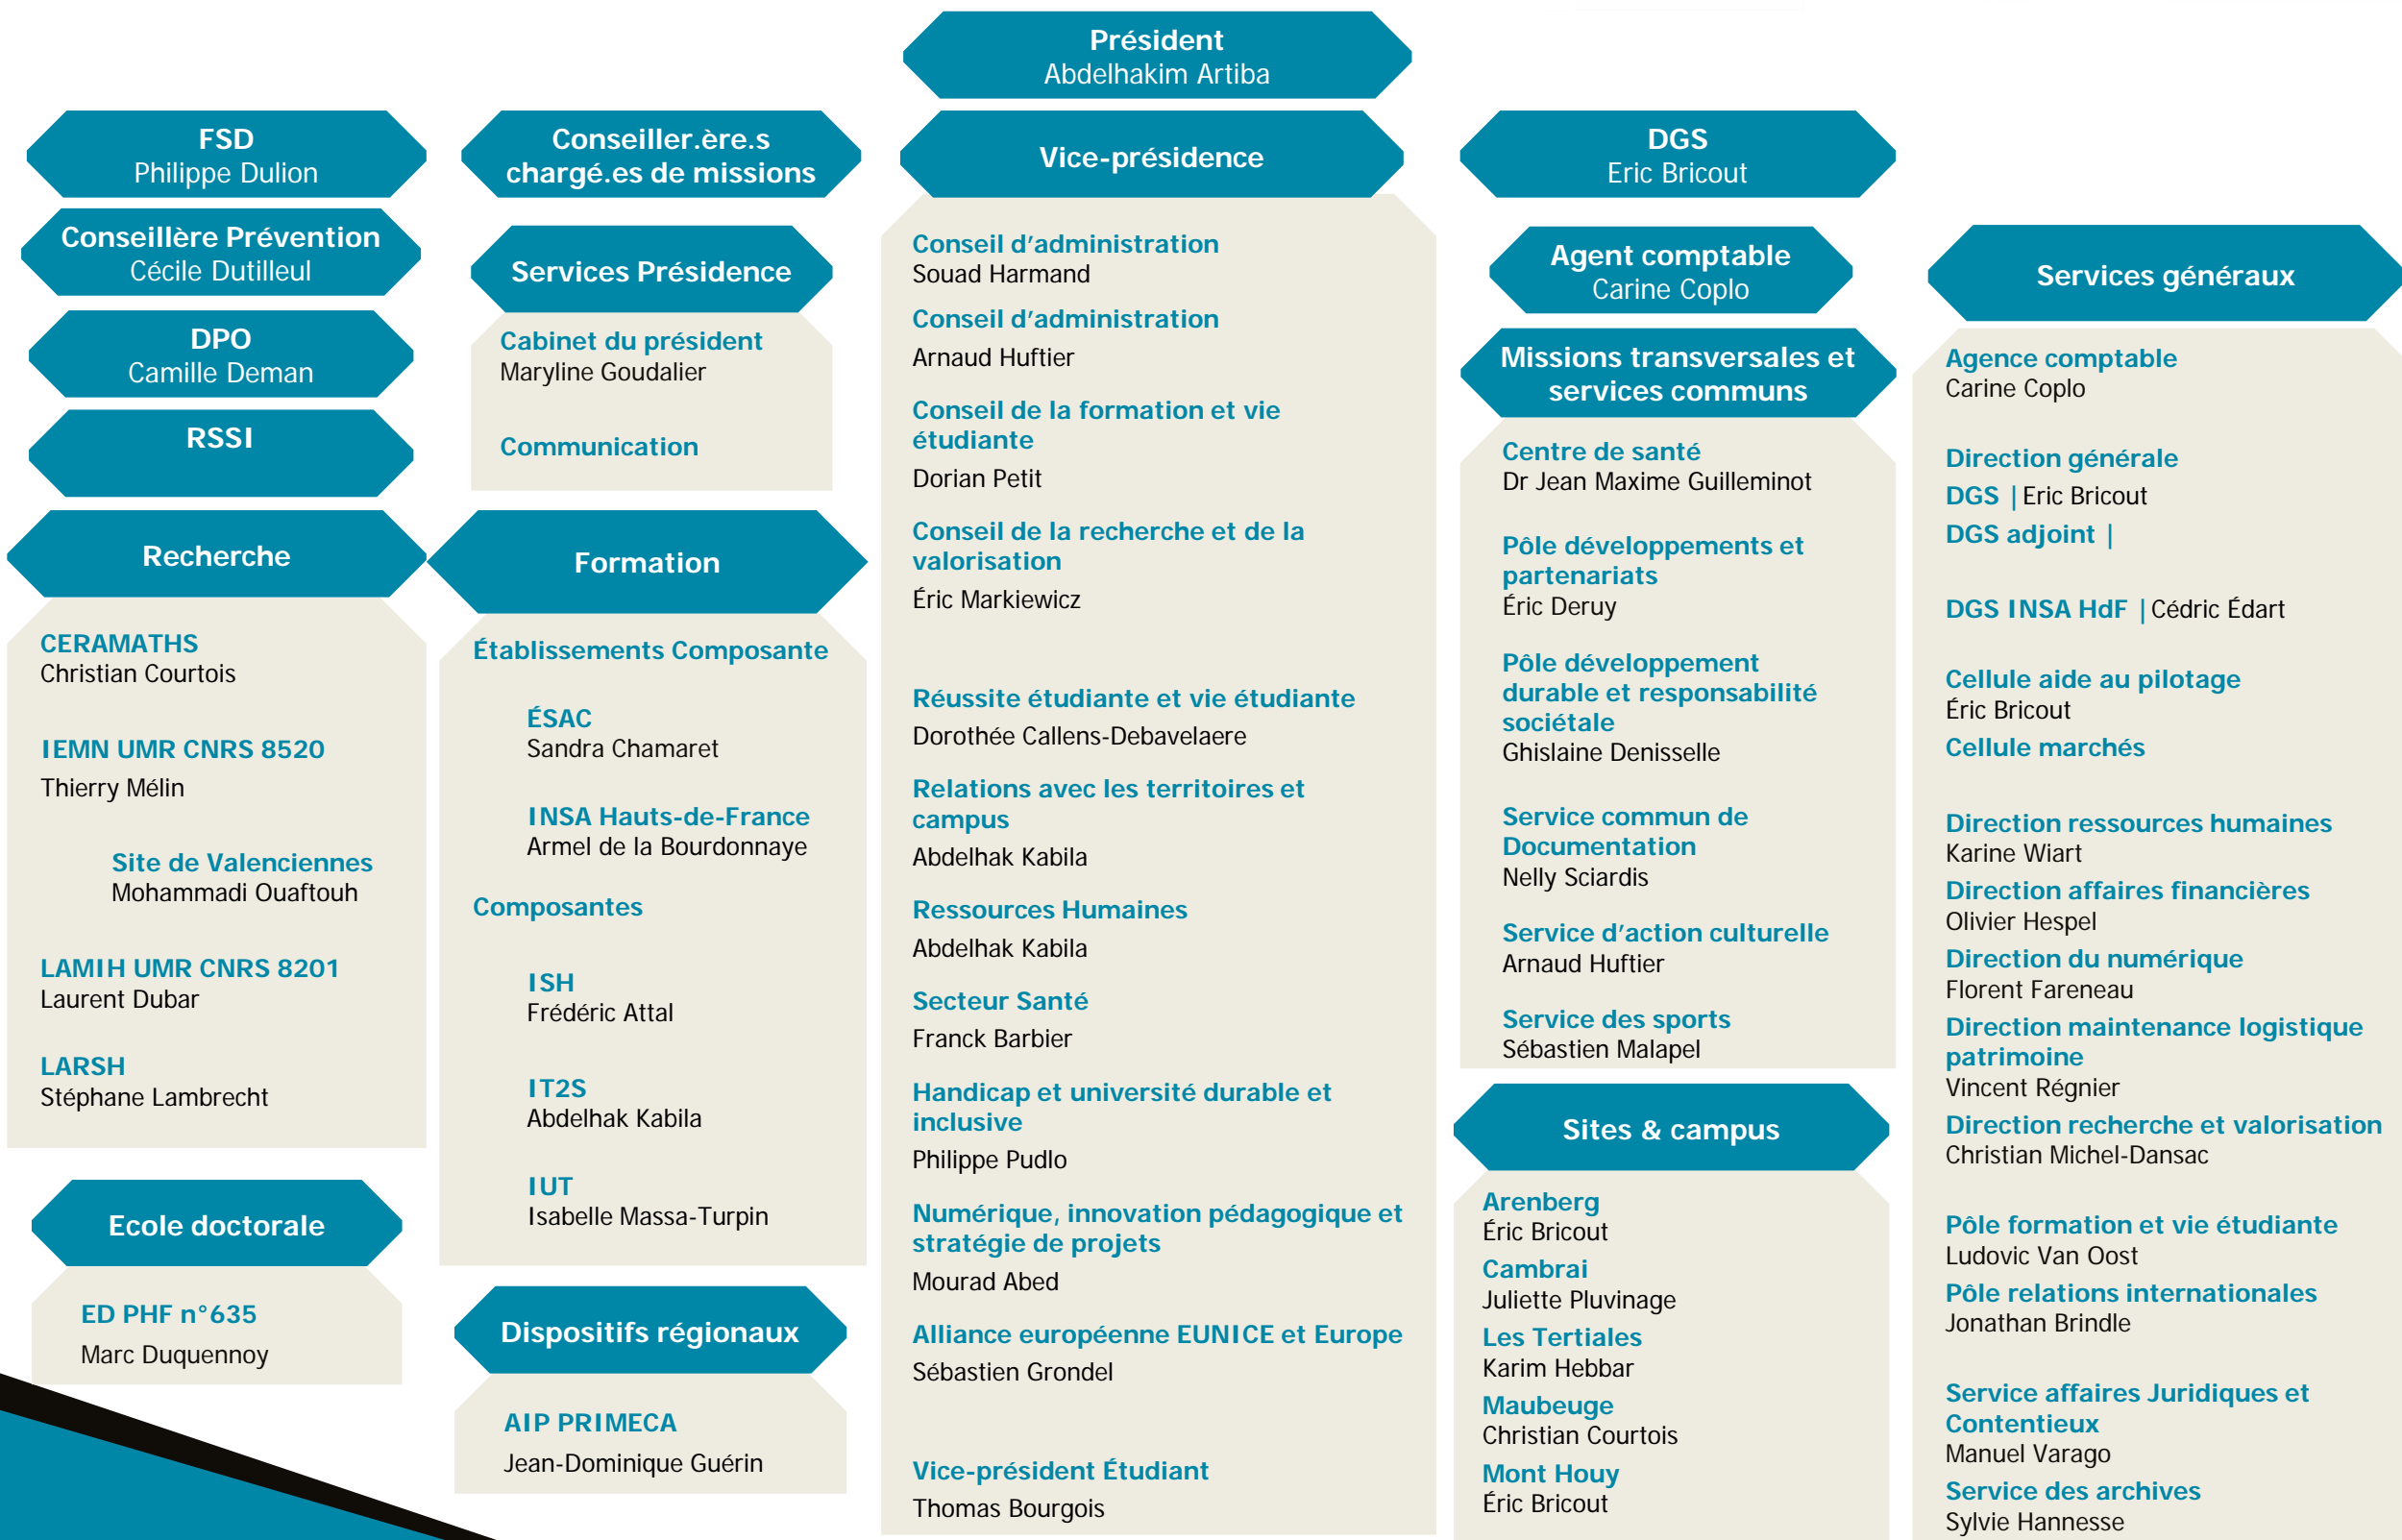 Président
Abdelhakim Artiba
FSD
Philippe Dulion
Conseillère Prévention
Cécile Dutilleul
DPO
Camille Deman
RSSI
Recherche
CERAMATHS
Christian Courtois
IEMN UMR CNRS 8520
Thierry Mélin
Site de Valenciennes
Mohammadi Ouaftouh
LAMIH UMR CNRS 8201
Laurent Dubar
LARSH
Stéphane Lambrecht
Ecole doctorale
ED PHF n°635
Marc Duquennoy
Conseiller.ère.s
chargé.es de missions
Services Présidence
Cabinet du président
Maryline Goudalier
Communication
Formation
Établissements Composante
ÉSAC
Sandra Chamaret
INSA Hauts-de-France
Armel de la Bourdonnaye
Composantes
ISH
Frédéric Attal
IT2S
Abdelhak Kabila
IUT
Isabelle Massa-Turpin
Dispositifs régionaux
AIP PRIMECA
Jean-Dominique Guérin
Vice-présidence
Conseil d'administration
Souad Harmand
Conseil d'administration
Arnaud Huftier
Conseil de la formation et vie
étudiante
Dorian Petit
Conseil de la recherche et de la
valorisation
Éric Markiewicz
Réussite étudiante et vie étudiante
Dorothée Callens-Debavelaere
Relations avec les territoires et
campus
Abdelhak Kabila
Ressources Humaines
Abdelhak Kabila
Secteur Santé
Franck Barbier
Handicap et université durable et
inclusive
Philippe Pudlo
Numérique, innovation pédagogique et
stratégie de projets
Mourad Abed
Alliance européenne EUNICE et Europe
Sébastien Grondel
Vice-président Étudiant
Thomas Bourgois
DGS
Eric Bricout
Agent comptable
Carine Coplo
Missions transversales et
services communs
Centre de santé
Dr Jean Maxime Guilleminot
Pôle développements et
partenariats
Éric Deruy
Pôle développement
durable et responsabilité
sociétale
Ghislaine Denisselle
Service commun de
Documentation
Nelly Sciardis
Service d'action culturelle
Arnaud Huftier
Service des sports
Sébastien Malapel
Sites & campus
Arenberg
Éric Bricout
Cambrai
Juliette Pluvinage
Les Tertiales
Karim Hebbar
Maubeuge
Christian Courtois
Mont Houy
Éric Bricout
Services généraux
Agence comptable
Carine Coplo
Direction générale
DGS | Eric Bricout
DGS adjoint |
DGS INSA HdF | Cédric Édart
Cellule aide au pilotage
Éric Bricout
Cellule marchés
Direction ressources humaines
Karine Wiart
Direction affaires financières
Olivier Hespel
Direction du numérique
Florent Fareneau
Direction maintenance logistique
patrimoine
Vincent Régnier
Direction recherche et valorisation
Christian Michel-Dansac
Pôle formation et vie étudiante
Ludovic Van Oost
Pôle relations internationales
Jonathan Brindle
Service affaires Juridiques et
Contentieux
Manuel Varago
Service des archives
Sylvie Hannesse